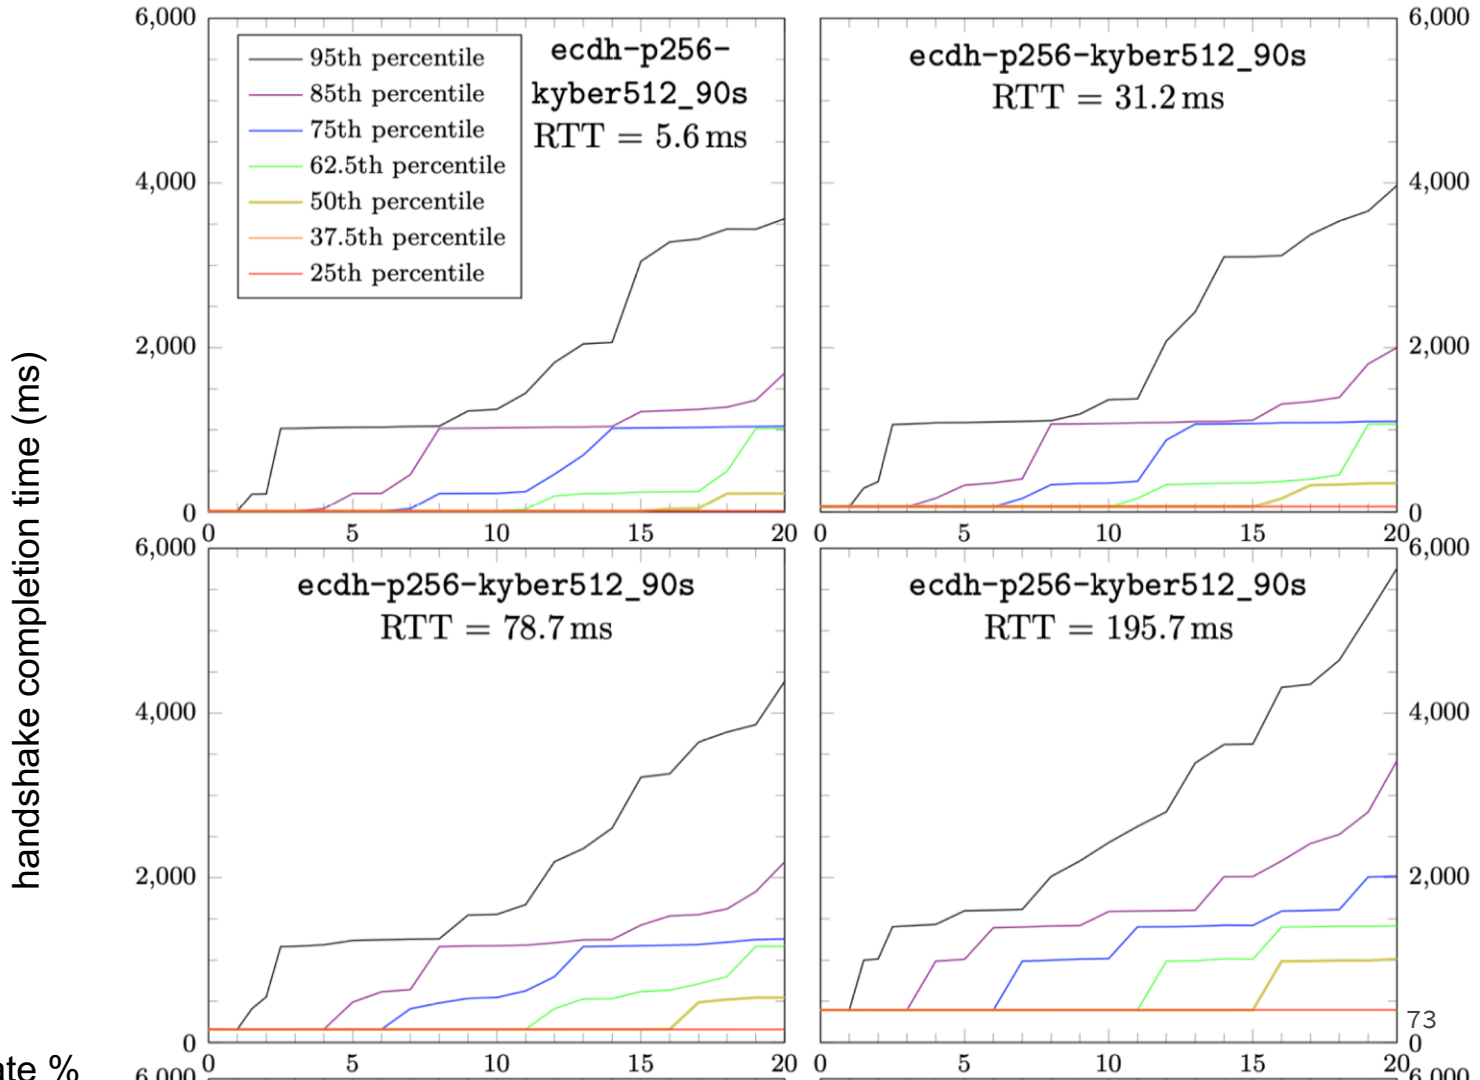 6,000
4,000
2,000
0
95th percentile
85th percentile
75th percentile
62.5th percentile
50th percentile
37.5th percentile
25th percentile
ecdh-p256-
kyber512_90s
RTT = 5.6 ms
0 5 10 15 20
ecdh-p256-kyber512_90s
RTT = 31.2 ms
6,000
4,000
2,000
0
0 5 10 15 20
handshake completion time (ms)
6,000
4,000
2,000
0
ecdh-p256-kyber512_90s
RTT = 78.7 ms
0 5 10 15 20
ecdh-p256-kyber512_90s
RTT = 195.7 ms
6,000
4,000
2,000
73
0
0 5 10 15 20
ate %
6,000
6,000